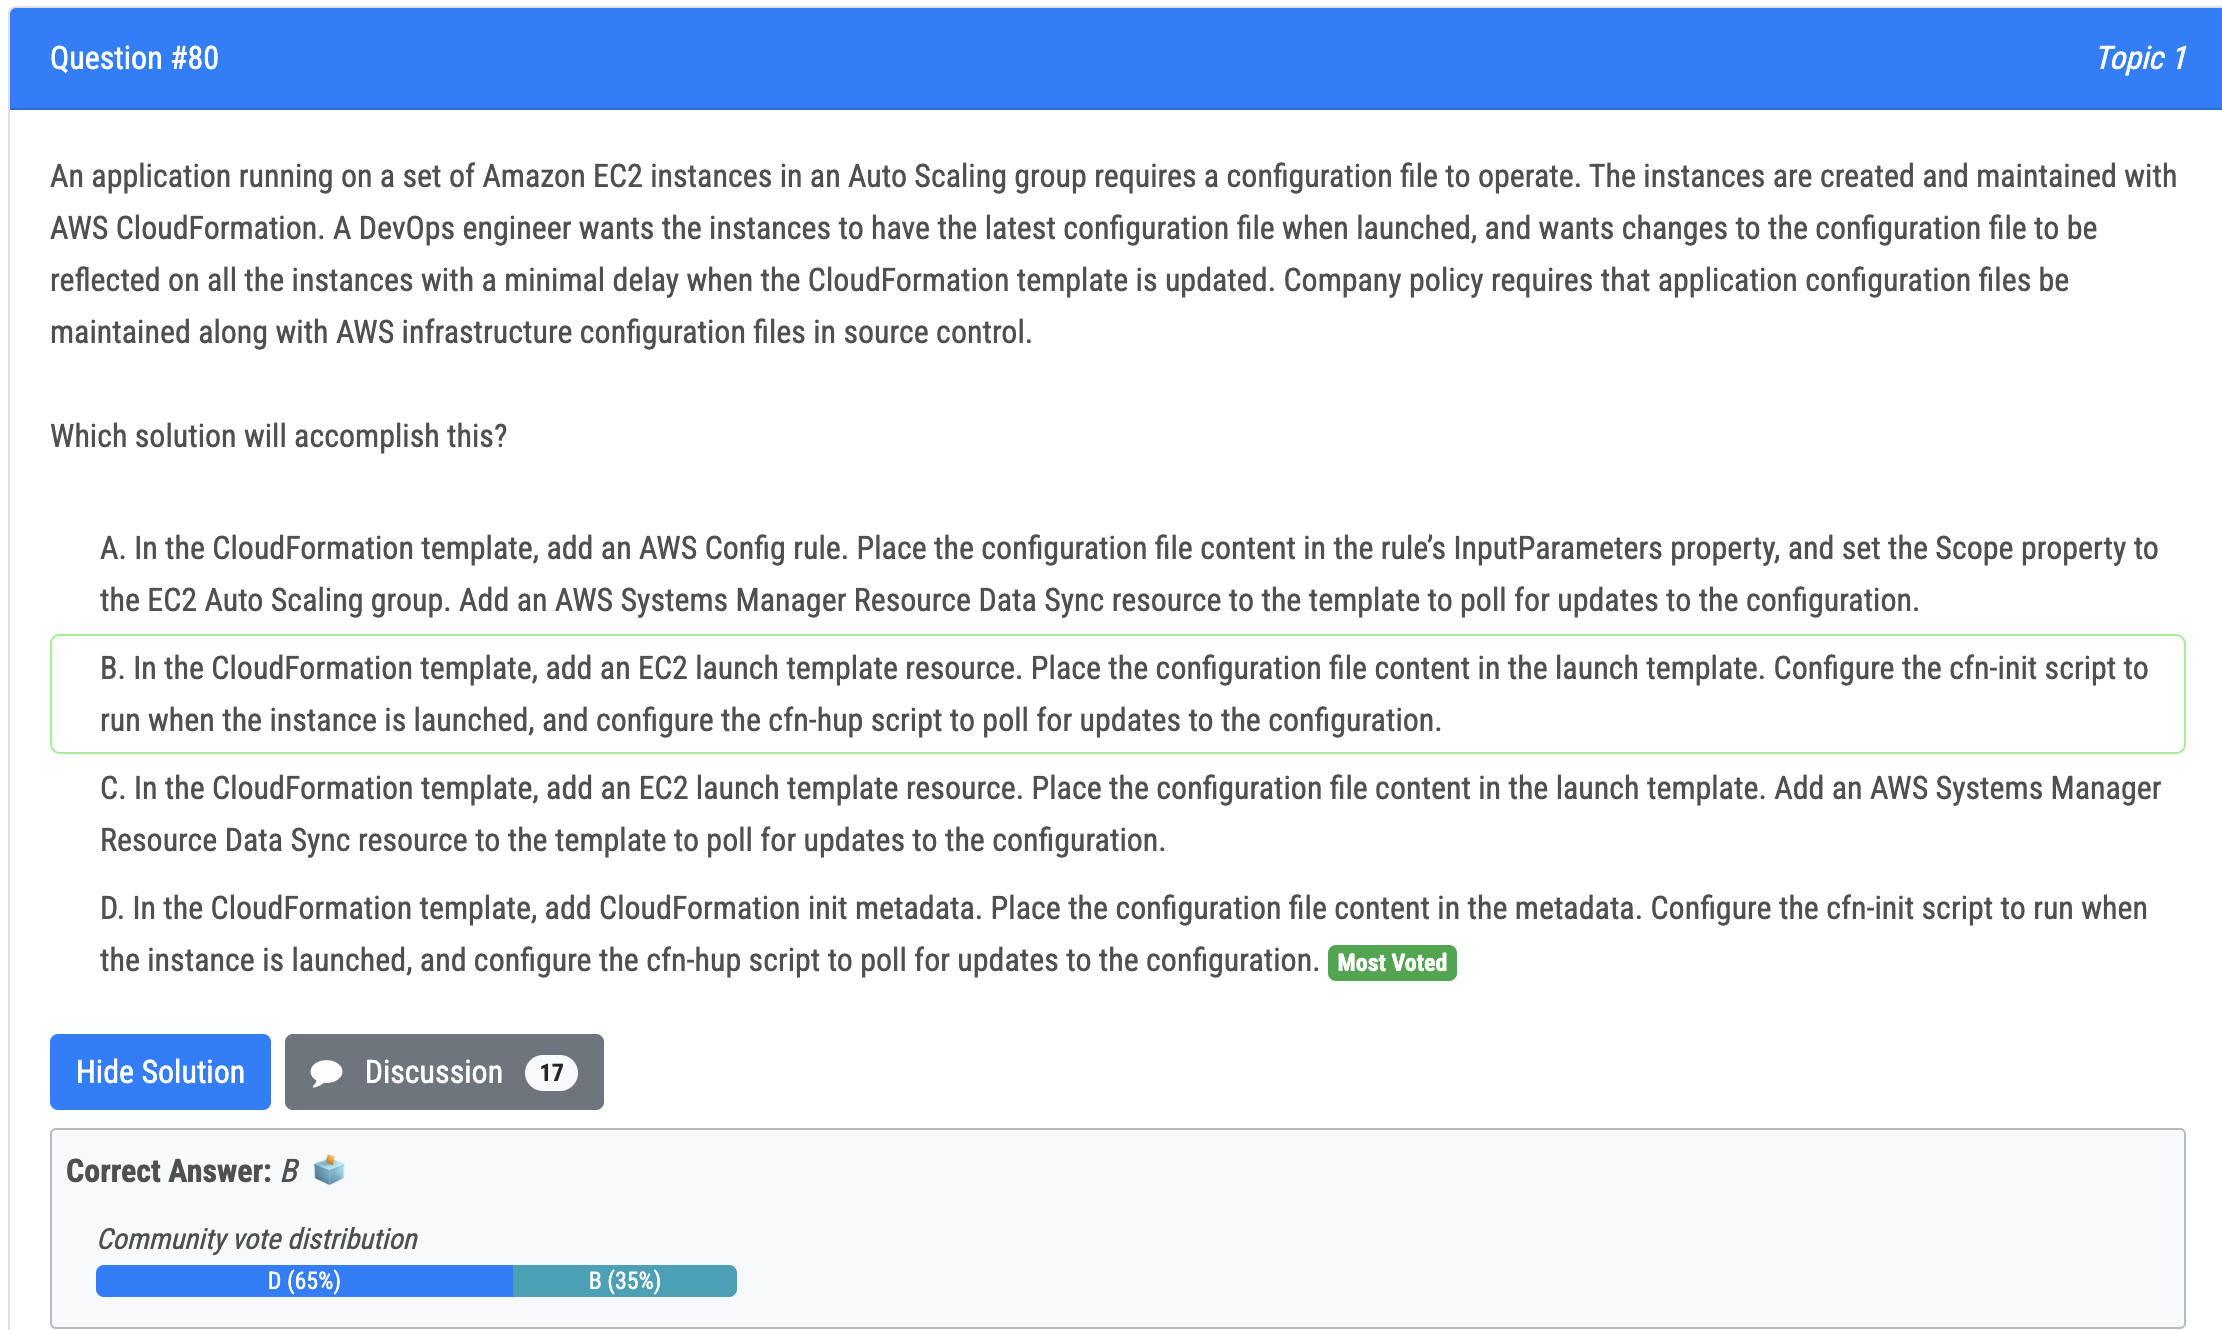 Question #80
Topic 1
An application running on a set of Amazon EC2 instances in an Auto Scaling group requires a configuration file to operate. The instances are created and maintained with
AWS CloudFormation. A DevOps engineer wants the instances to have the latest configuration file when launched, and wants changes to the configuration file to be
reflected on all the instances with a minimal delay when the CloudFormation template is updated. Company policy requires that application configuration files be
maintained along with AWS infrastructure configuration files in source control.
Which solution will accomplish this?
A. In the CloudFormation template, add an AWS Config rule. Place the configuration file content in the rule’s InputParameters property, and set the Scope property to
the EC2 Auto Scaling group. Add an AWS Systems Manager Resource Data Sync resource to the template to poll for updates to the configuration.
B. In the CloudFormation template, add an EC2 launch template resource. Place the configuration file content in the launch template. Configure the cfn-init script to
run when the instance is launched, and configure the cfn-hup script to poll for updates to the configuration.
C. In the CloudFormation template, add an EC2 launch template resource. Place the configuration file content in the launch template. Add an AWS Systems Manager
Resource Data Sync resource to the template to poll for updates to the configuration.
D. In the CloudFormation template, add CloudFormation init metadata. Place the configuration file content in the metadata. Configure the cfn-init script to run when
the instance is launched, and configure the cfn-hup script to poll for updates to the configuration. Most Voted
Hide Solution
Discussion 17
Correct Answer: B
Community vote distribution
D (65%) B (35%)